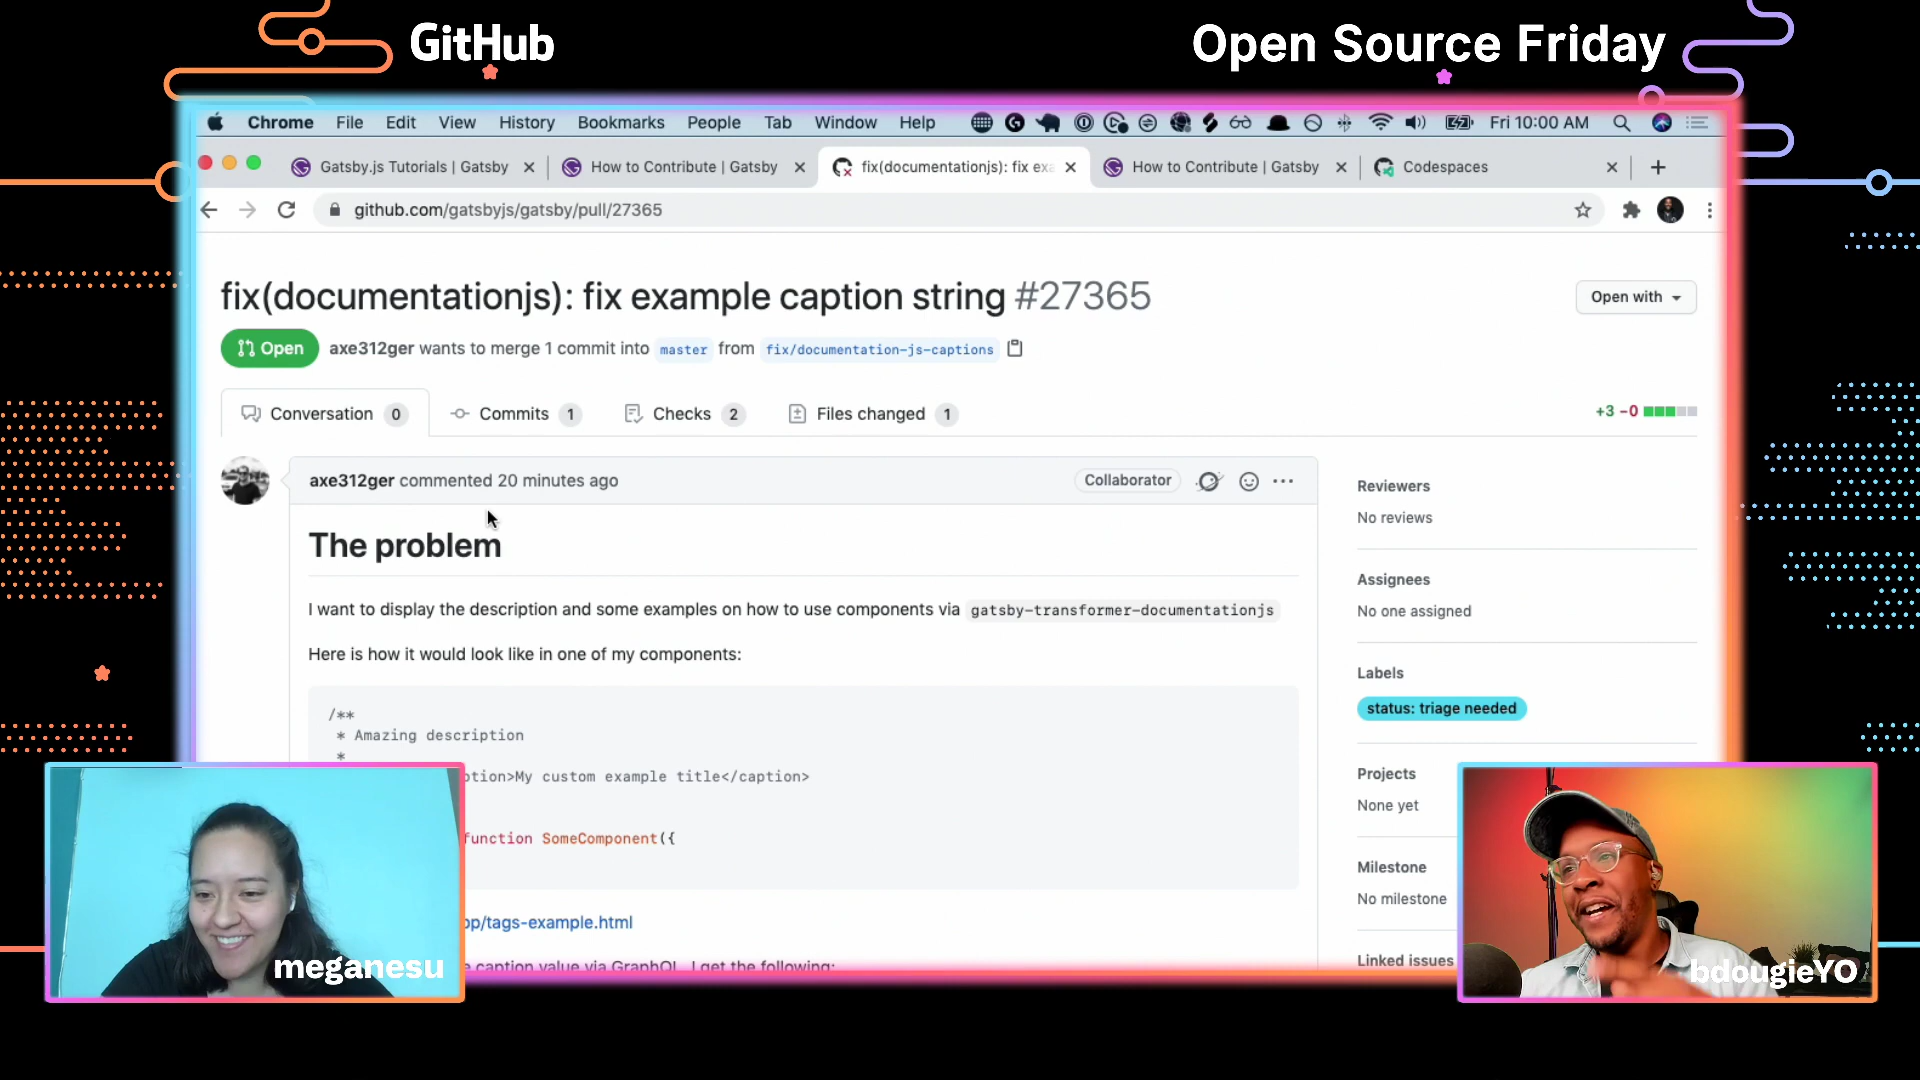 GitHub
Open Source Friday
Chrome File Edit View History Bookmarks People Tab Window Help Fri 10:00 AM
Gatsby.js Tutorials | Gatsby
How to Contribute | Gatsby
fix(documentationjs): fix exa
How to Contribute | Gatsby
Codespaces
github.com/gatsbyjs/gatsby/pull/27365
fix(documentationjs): fix example caption string #27365
Open with
Open
axe312ger wants to merge 1 commit into master from fix/documentation-js-captions
Conversation 0
Commits 1
Checks 2
Files changed 1
+3 −0
axe312ger commented 20 minutes ago
Collaborator
The problem
I want to display the description and some examples on how to use components via gatsby-transformer-documentationjs
Here is how it would look like in one of my components:
/**
* Amazing description
*
ption>My custom example title</caption>
function SomeComponent({
op/tags-example.html
e caption value via GraphQL, I get the following:
Reviewers
No reviews
Assignees
No one assigned
Labels
status: triage needed
Projects
None yet
Milestone
No milestone
Linked issues
meganesu
bdougieYO